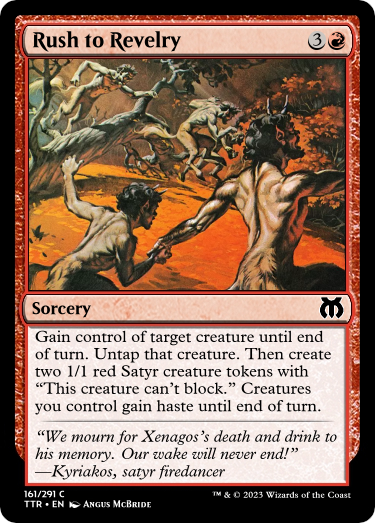 Rush to Revelry 3
Sorcery
Gain control of target creature until end
of turn. Untap that creature. Then create
two 1/1 red Satyr creature tokens with
“This creature can’t block.” Creatures
you control gain haste until end of turn.
“We mourn for Xenagos’s death and drink to
his memory. Our wake will never end!”
—Kyriakos, satyr firedancer
161/291 C
TTR • EN Angus McBride
™ & © 2023 Wizards of the Coast